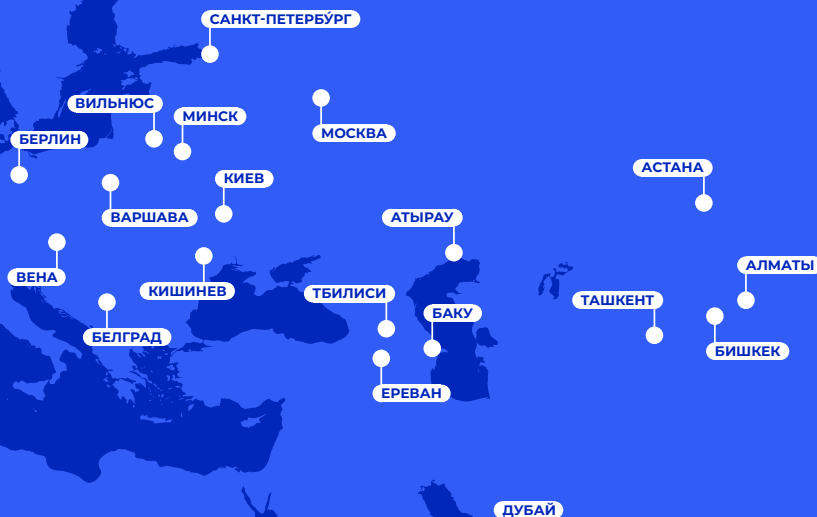 САНКТ-ПЕТЕРБУ́РГ
ВИЛЬНЮС
МИНСК
МОСКВА
БЕРЛИН
АСТАНА
КИЕВ
ВАРШАВА
АТЫРАУ
АЛМАТЫ
ВЕНА
КИШИНЕВ
ТБИЛИСИ
ТАШКЕНТ
БАКУ
БЕЛГРАД
БИШКЕК
ЕРЕВАН
ДУБАЙ